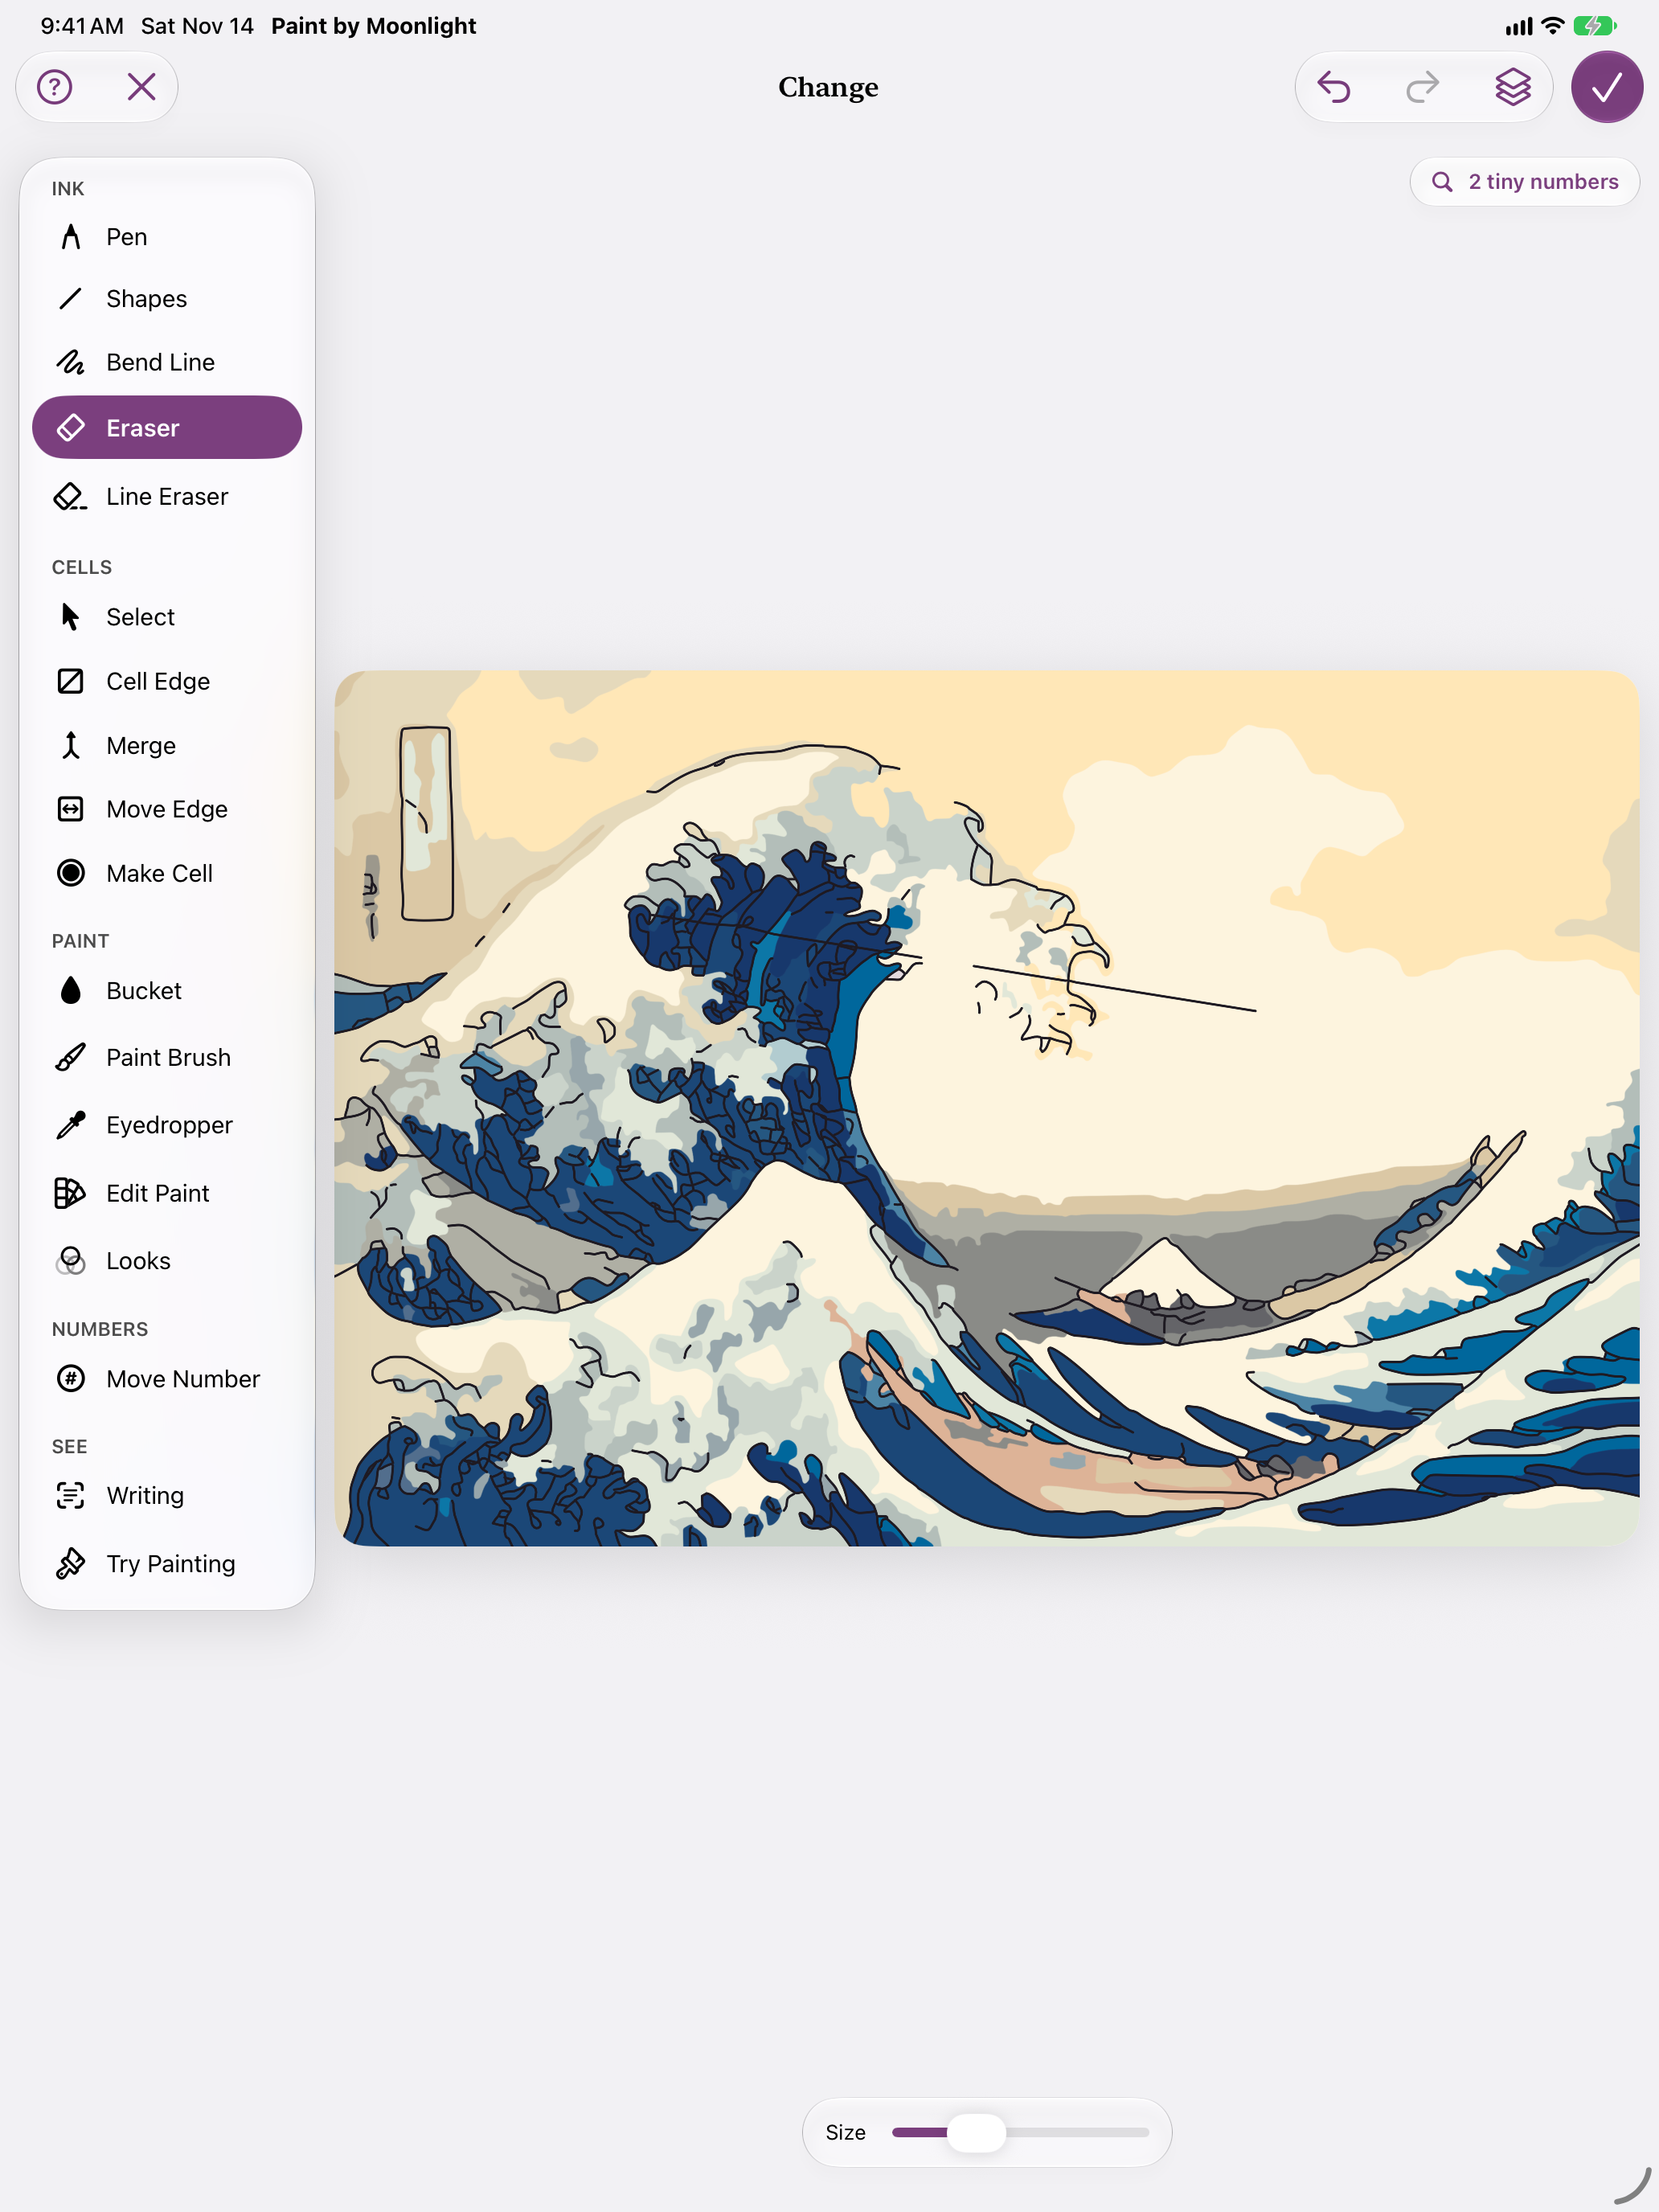 9:41 AM Sat Nov 14 Paint by Moonlight
Change
2 tiny numbers
INK
Pen
Shapes
Bend Line
Eraser
Line Eraser
CELLS
Select
Cell Edge
Merge
Move Edge
Make Cell
PAINT
Bucket
Paint Brush
Eyedropper
Edit Paint
Looks
NUMBERS
# Move Number
SEE
Writing
Try Painting
Size